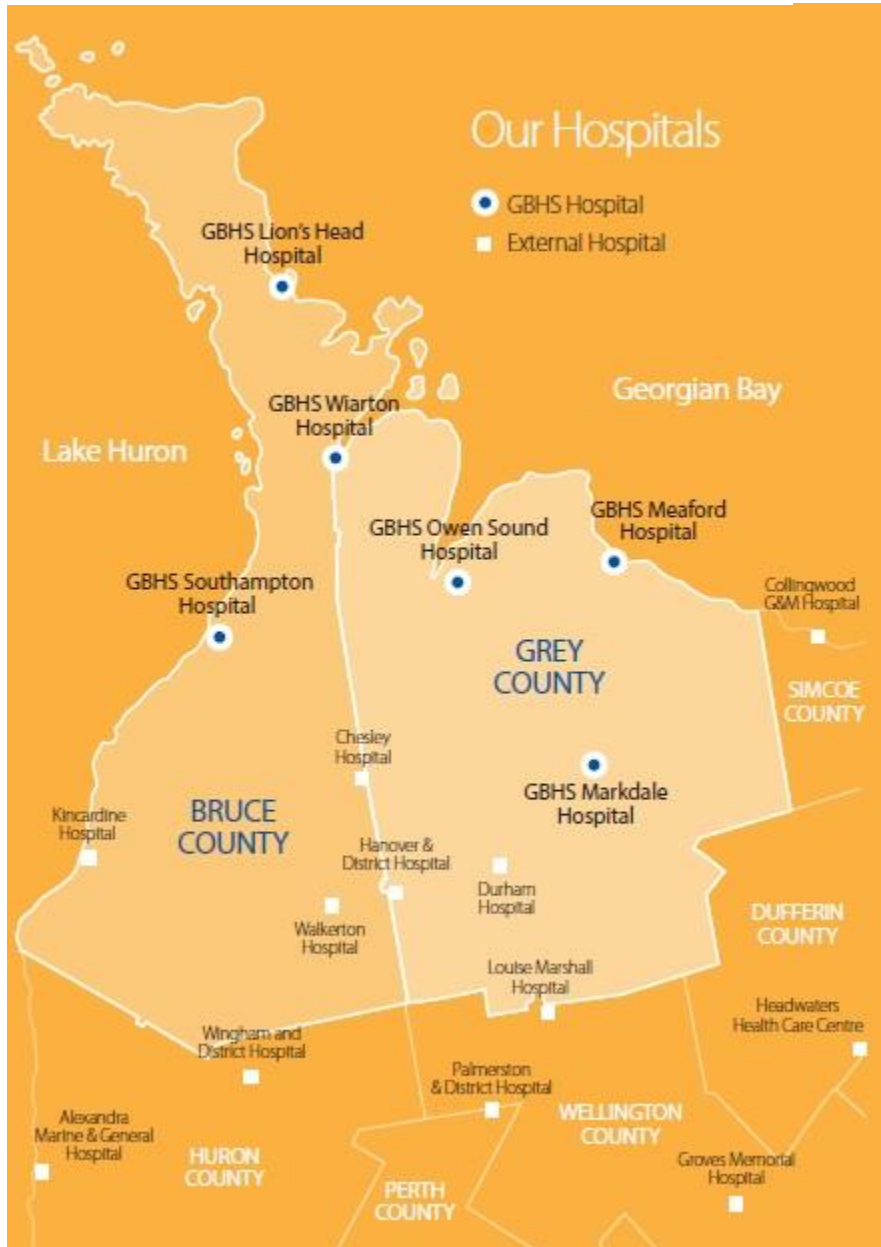 Our Hospitals
GBHS Hospital
External Hospital
GBHS Lion's Head
Hospital
Georgian Bay
GBHS Wiarton
Hospital
Lake Huron
GBHS Owen Sound
Hospital
GBHS Meaford
Hospital
GBHS Southampton
Hospital
Collingwood
G&M Hospital
GREY
COUNTY
SIMCOE
COUNTY
Chesley
Hospital
GBHS Markdale
Hospital
BRUCE
COUNTY
Kincardine
Hospital
Hanover &
District Hospital
Durham
Hospital
Walkerton
Hospital
DUFFERIN
COUNTY
Louise Marshall
Hospital
Headwaters
Health Care Centre
Wingham and
District Hospital
Palmerston
& District Hospital
WELLINGTON
COUNTY
Alexandra
Marine & General
Hospital
HURON
COUNTY
PERTH
COUNTY
Groves Memorial
Hospital